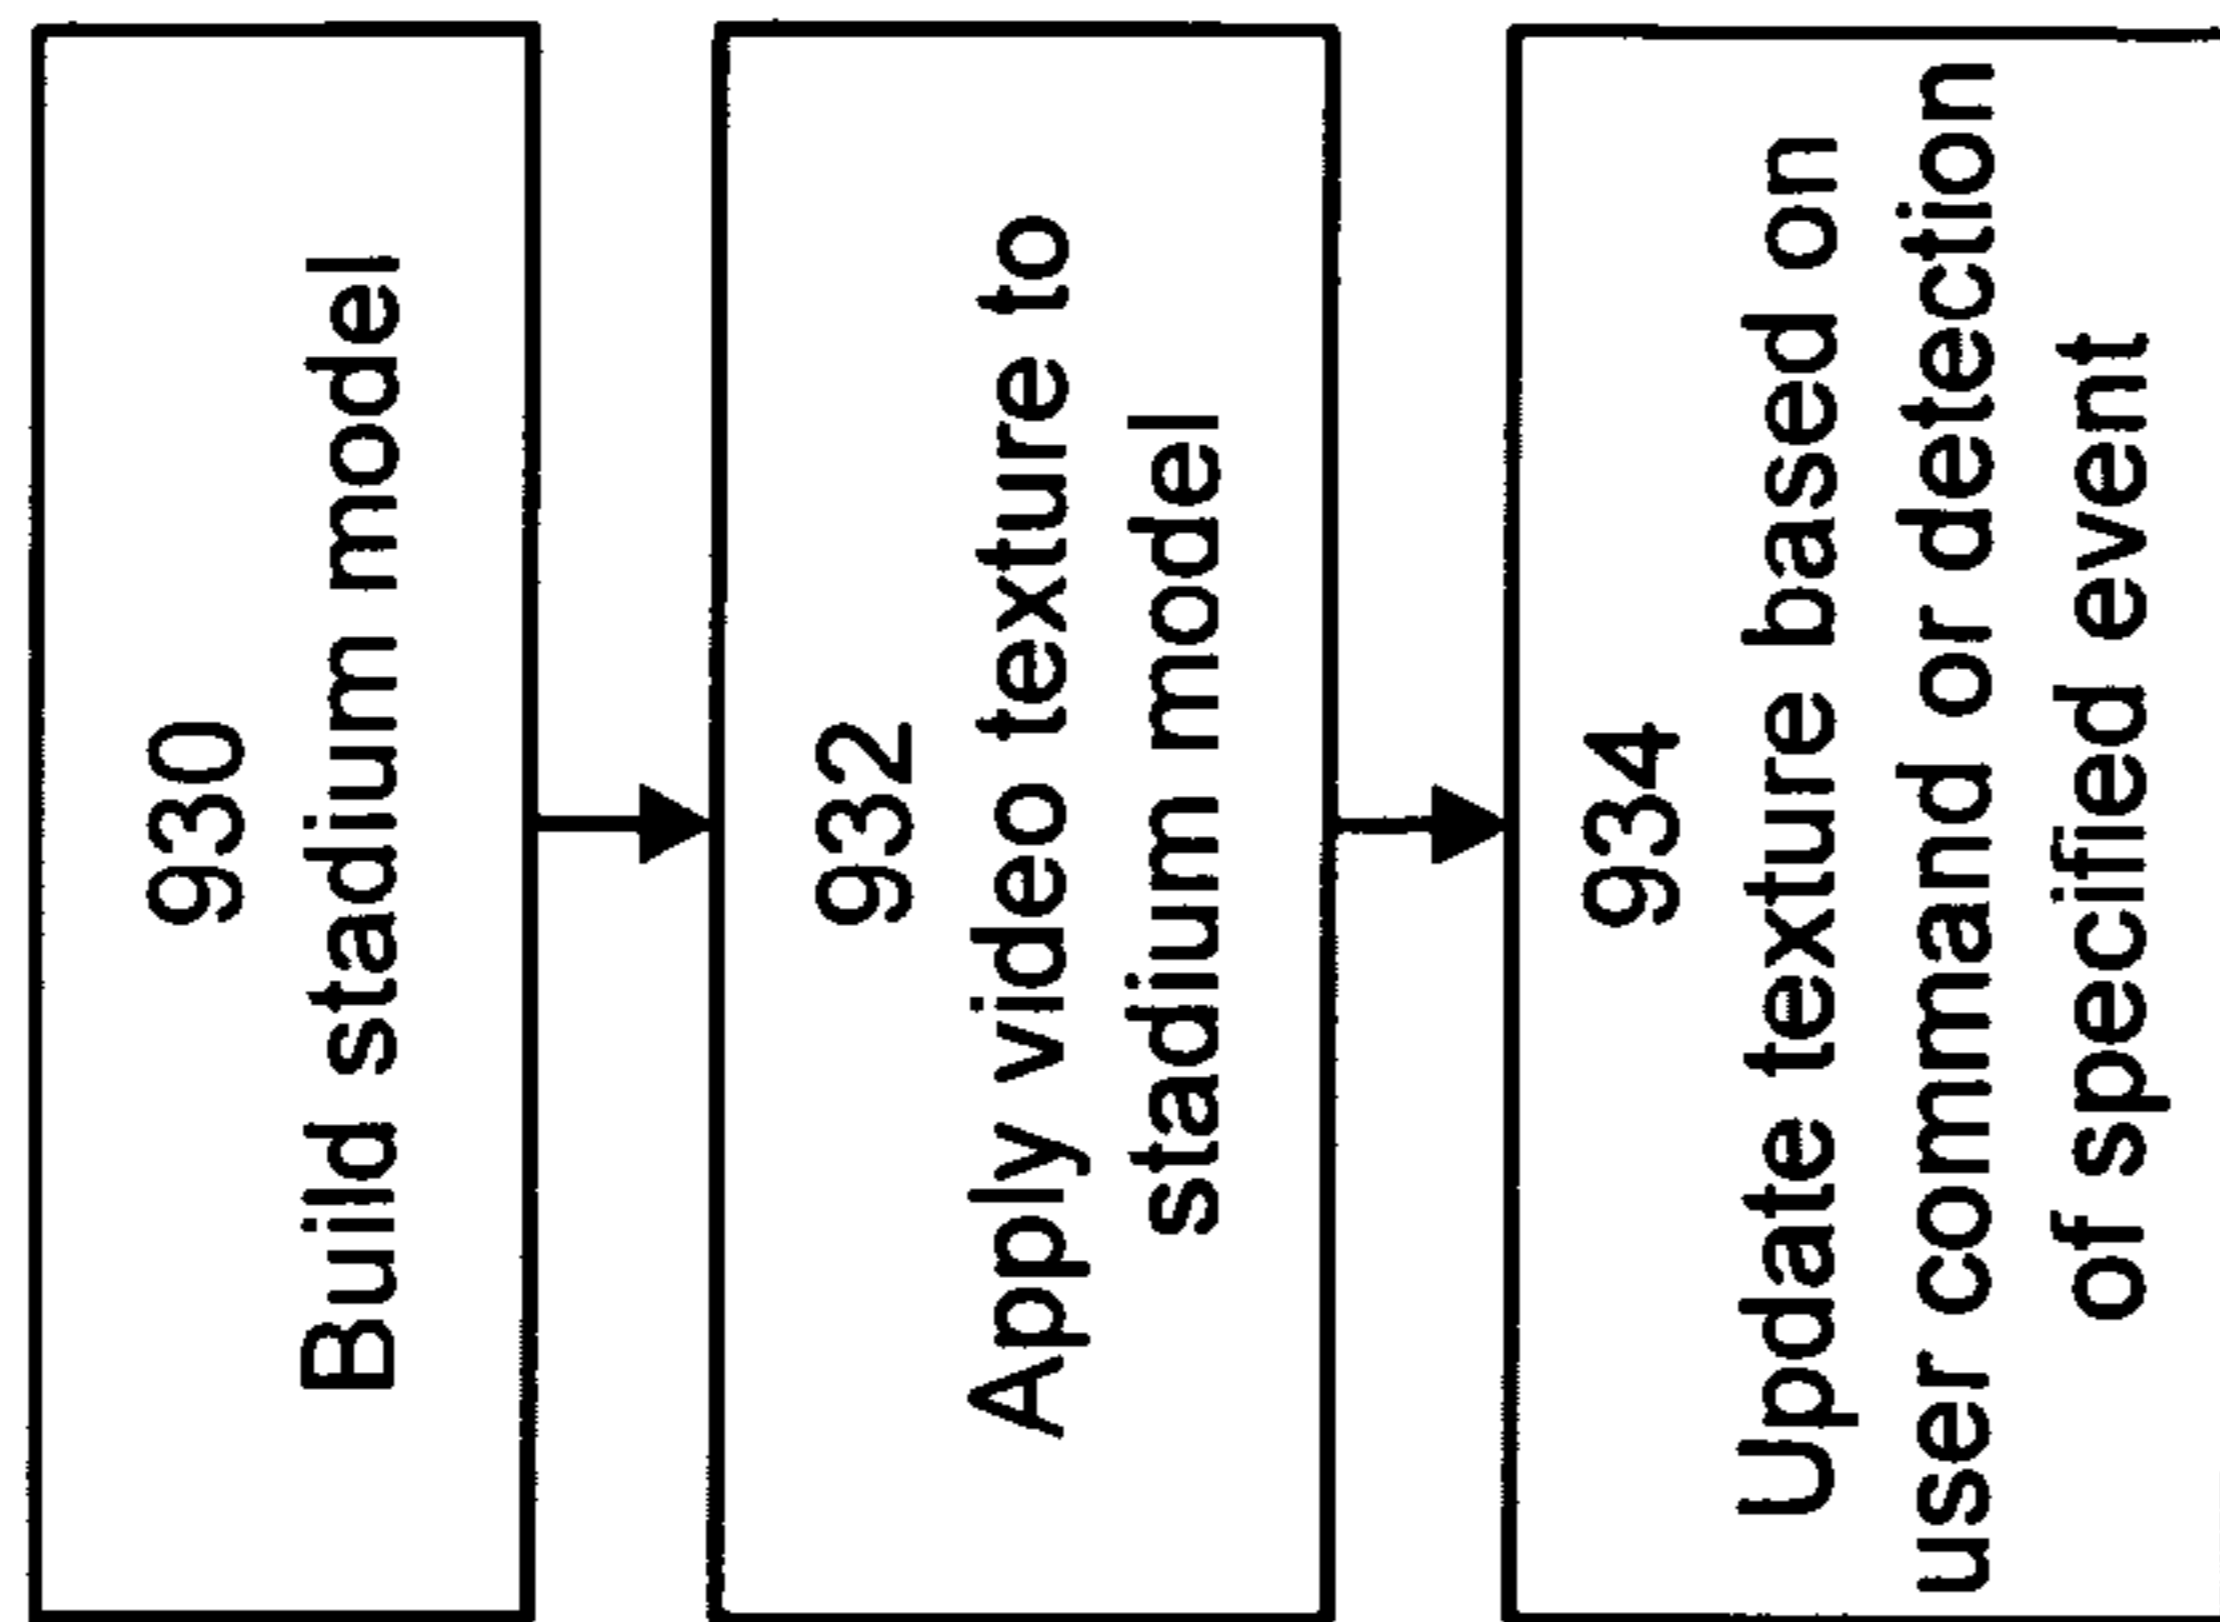 930
Build stadium model
932
Apply video texture to
stadium model
934
Update texture based on
user command or detection
of specified event